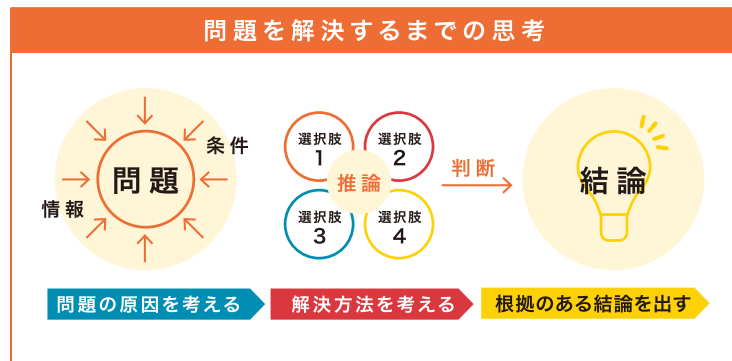 問題を解決するまでの思考
条件
問題
情報
選択肢
1
選択肢
2
推論
選択肢
3
選択肢
4
判断
結論
問題の原因を考える
解決方法を考える
根拠のある結論を出す